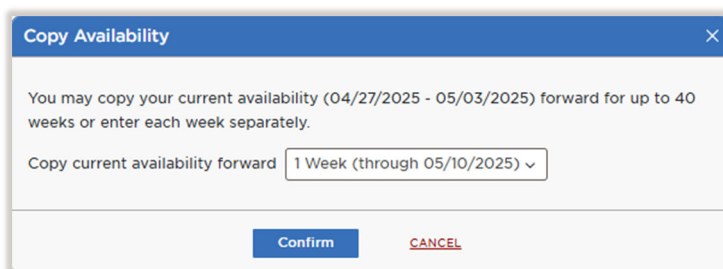 Copy Availability
You may copy your current availability (04/27/2025 - 05/03/2025) forward for up to 40
weeks or enter each week separately.
Copy current availability forward 1 Week (through 05/10/2025)
Confirm CANCEL